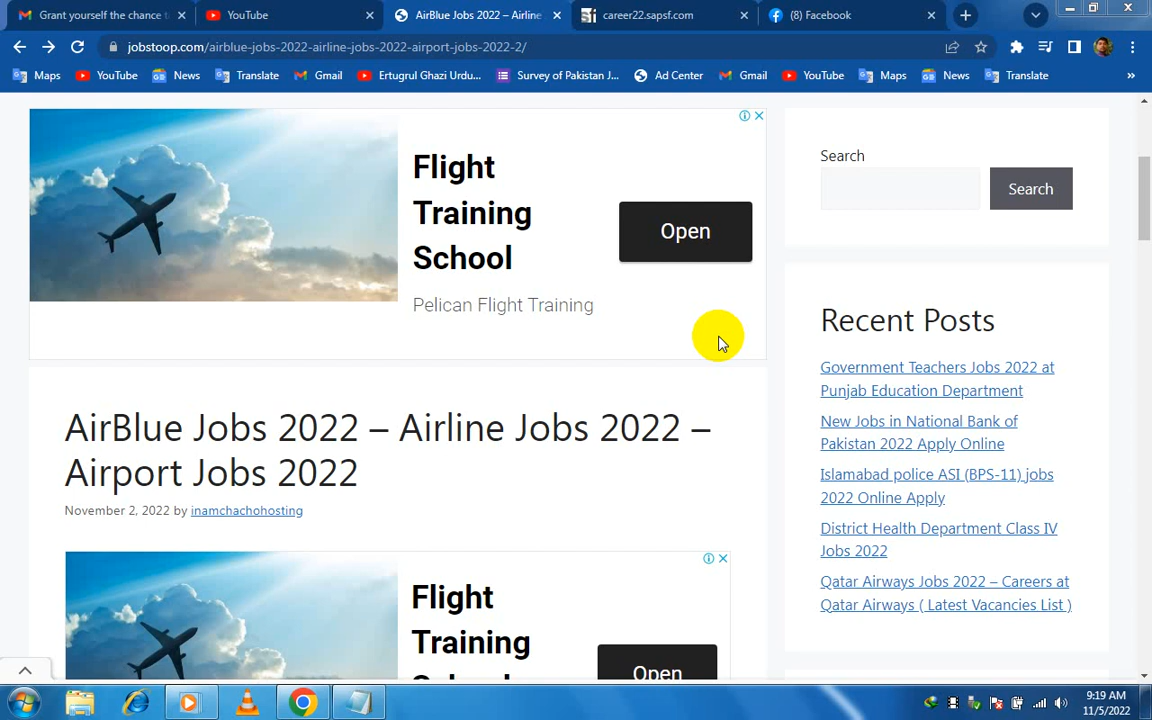 Grant yourself the chance t
YouTube
AirBlue Jobs 2022 – Airline
career22.sapsf.com
(8) Facebook
jobstoop.com/airblue-jobs-2022-airline-jobs-2022-airport-jobs-2022-2/
Maps
YouTube
News
Translate
Gmail
Ertugrul Ghazi Urdu...
Survey of Pakistan J...
Ad Center
Gmail
YouTube
Maps
News
Translate
»
Flight
Training
School
Pelican Flight Training
Open
Search
Search
Recent Posts
Government Teachers Jobs 2022 at
Punjab Education Department
New Jobs in National Bank of
Pakistan 2022 Apply Online
Islamabad police ASI (BPS-11) jobs
2022 Online Apply
District Health Department Class IV
Jobs 2022
Qatar Airways Jobs 2022 – Careers at
Qatar Airways ( Latest Vacancies List )
AirBlue Jobs 2022 – Airline Jobs 2022 –
Airport Jobs 2022
November 2, 2022 by inamchachohosting
Flight
Training
Open
9:19 AM
11/5/2022